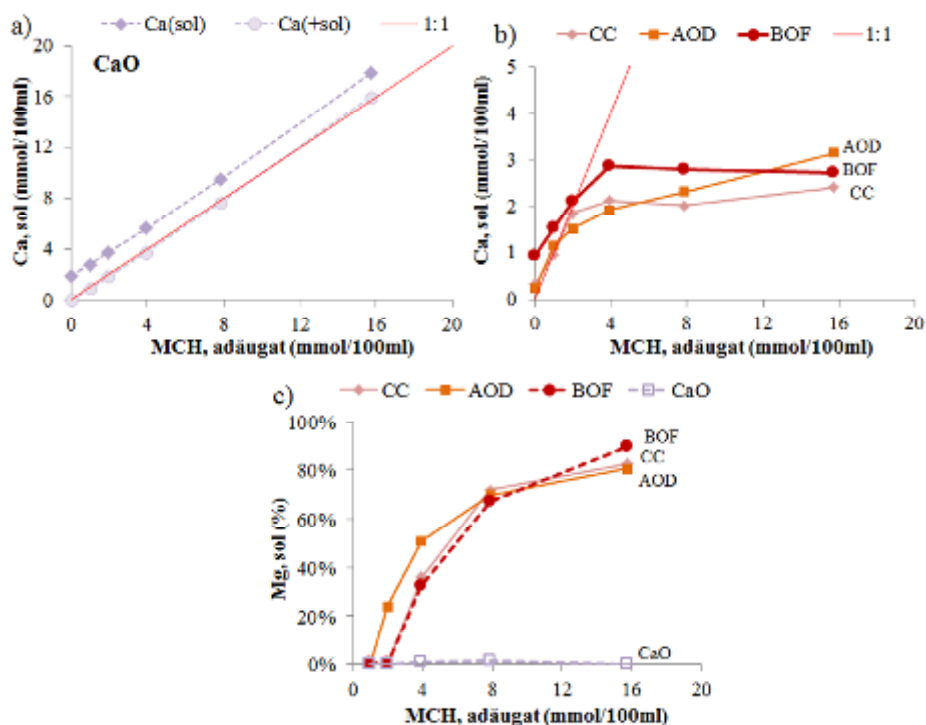 a)
Ca(sol) Ca(+sol) 1:1
CaO
Ca, sol (mmol/100ml)
20
16
12
8
4
0
0 4 8 12 16 20
MCH, adăugat (mmol/100ml)
b)
CC AOD BOF 1:1
Ca, sol (mmol/100ml)
5
4
3
2
1
0
AOD
BOF
CC
0 4 8 12 16 20
MCH, adăugat (mmol/100ml)
c)
CC AOD BOF CaO
Mg, sol (%)
100%
80%
60%
40%
20%
0%
BOF
CC
AOD
CaO
0 4 8 12 16 20
MCH, adăugat (mmol/100ml)